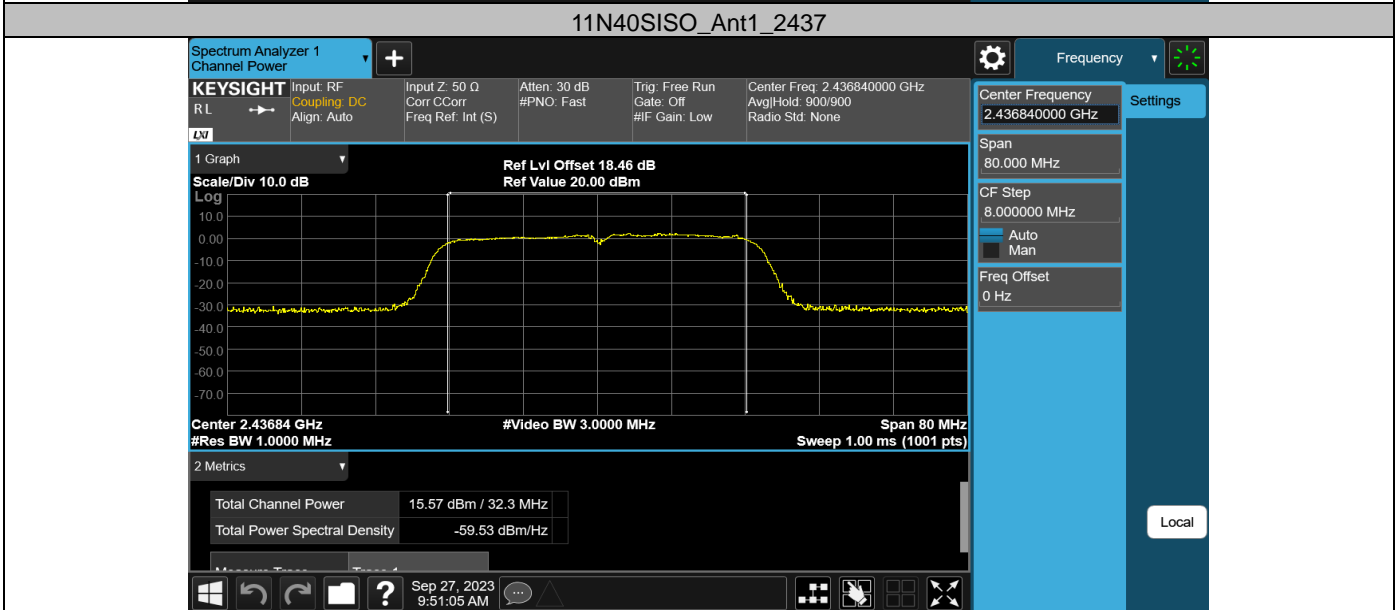 11N40SISO_Ant1_2437
Spectrum Analyzer 1
Channel Power
Frequency
KEYSIGHT
R L
LXI
Input: RF
Coupling: DC
Align: Auto
Input Z: 50 Ω
Corr CCorr
Freq Ref: Int (S)
Atten: 30 dB
#PNO: Fast
Trig: Free Run
Gate: Off
#IF Gain: Low
Center Freq: 2.436840000 GHz
Avg|Hold: 900/900
Radio Std: None
Center Frequency
2.436840000 GHz
Settings
Span
80.000 MHz
CF Step
8.000000 MHz
Auto
Man
Freq Offset
0 Hz
1 Graph
Scale/Div 10.0 dB
Ref Lvl Offset 18.46 dB
Ref Value 20.00 dBm
Log
10.0
0.00
-10.0
-20.0
-30.0
-40.0
-50.0
-60.0
-70.0
Center 2.43684 GHz
#Video BW 3.0000 MHz
Span 80 MHz
#Res BW 1.0000 MHz
Sweep 1.00 ms (1001 pts)
2 Metrics
Total Channel Power 15.57 dBm / 32.3 MHz
Total Power Spectral Density -59.53 dBm/Hz
Local
Sep 27, 2023
9:51:05 AM